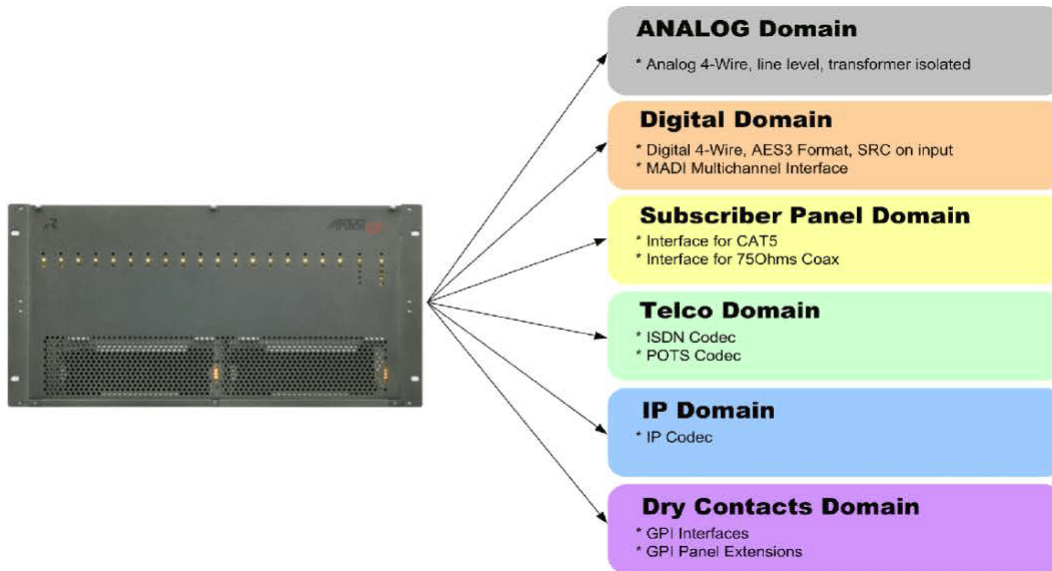 ANALOG Domain
* Analog 4-Wire, line level, transformer isolated
Digital Domain
* Digital 4-Wire, AES3 Format, SRC on input
* MADI Multichannel Interface
Subscriber Panel Domain
* Interface for CAT5
* Interface for 75Ohms Coax
Telco Domain
* ISDN Codec
* POTS Codec
IP Domain
* IP Codec
Dry Contacts Domain
* GPI Interfaces
* GPI Panel Extensions